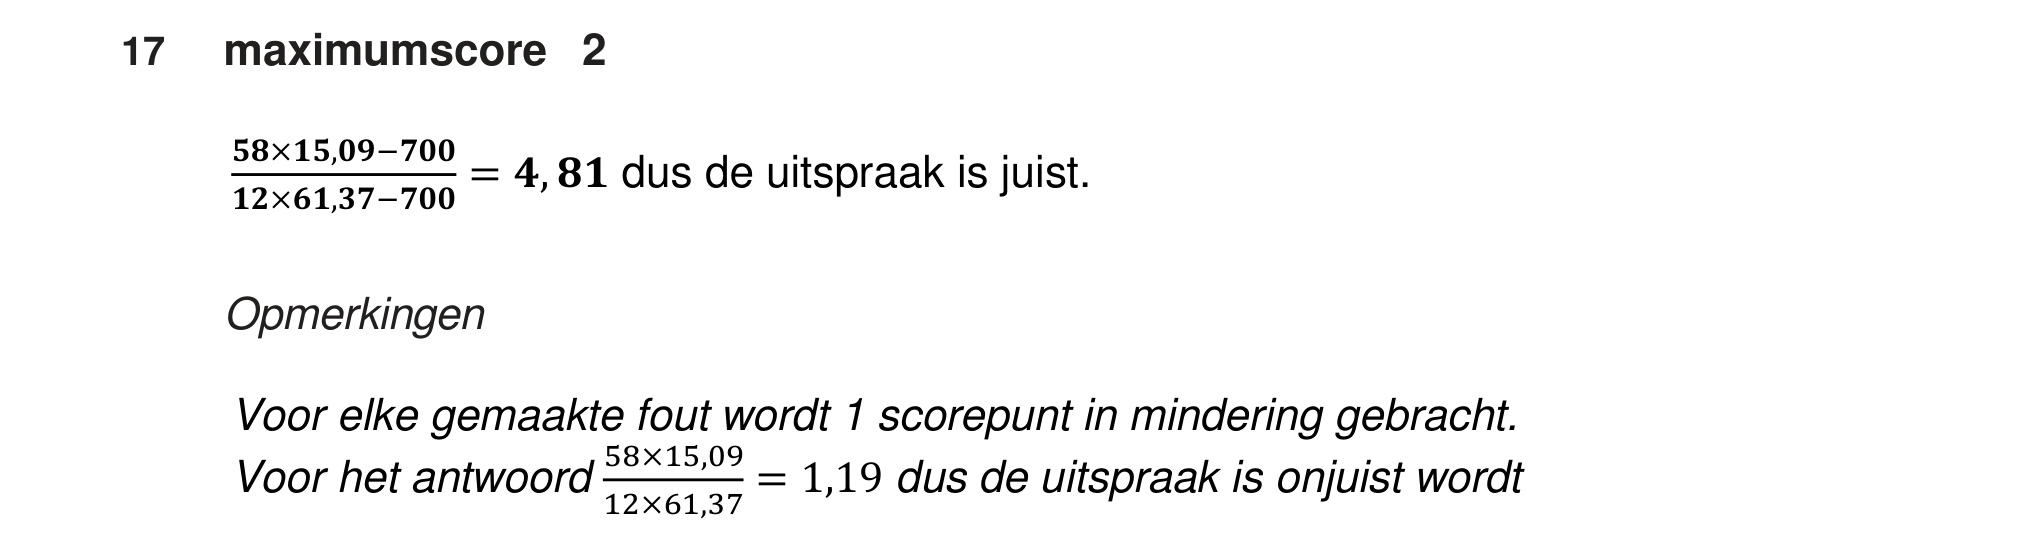 17 maximumscore 2
58×15,09−700
12×61,37−700
= 4,81 dus de uitspraak is juist.
Opmerkingen
Voor elke gemaakte fout wordt 1 scorepunt in mindering gebracht.
Voor het antwoord 58×15,09/12×61,37 = 1,19 dus de uitspraak is onjuist wordt